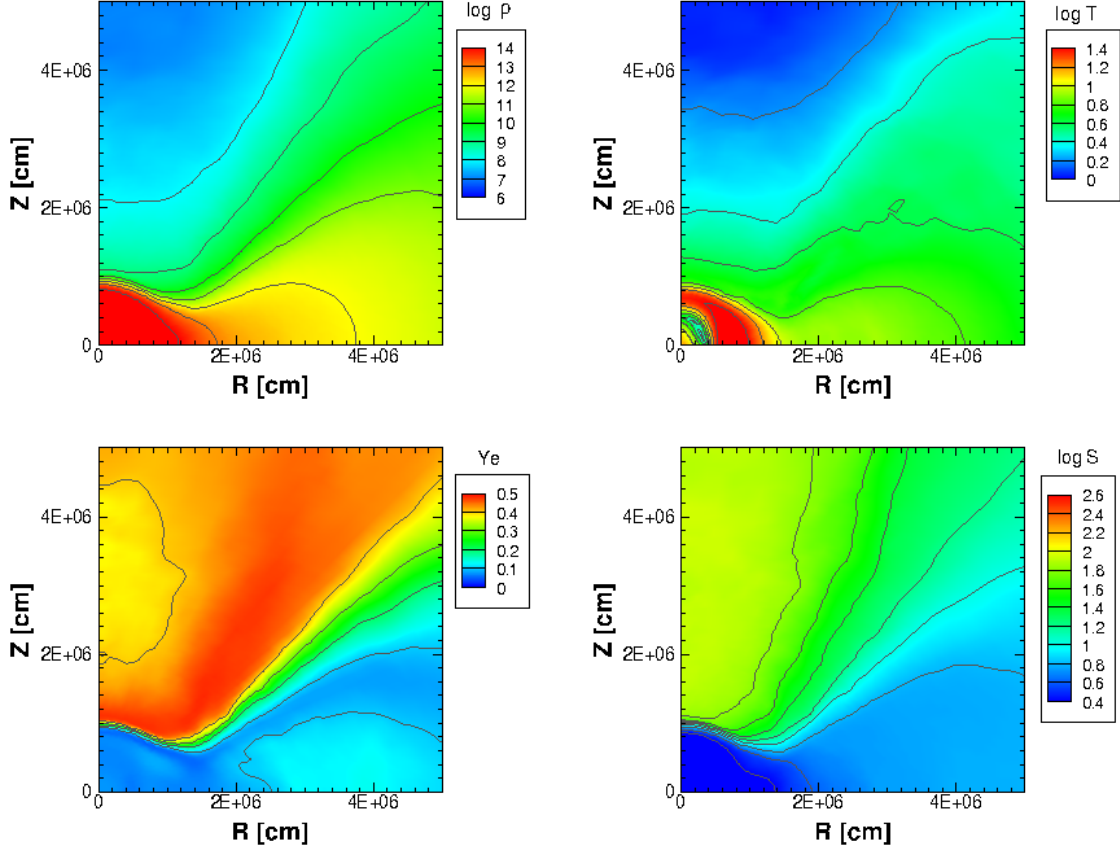 log ρ
14
13
12
11
10
9
8
7
6
Z [cm]
4E+06
2E+06
0
0
2E+06
4E+06
R [cm]
log T
1.4
1.2
1
0.8
0.6
0.4
0.2
0
Z [cm]
4E+06
2E+06
0
0
2E+06
4E+06
R [cm]
Ye
0.5
0.4
0.3
0.2
0.1
0
Z [cm]
4E+06
2E+06
0
0
2E+06
4E+06
R [cm]
log S
2.6
2.4
2.2
2
1.8
1.6
1.4
1.2
1
0.8
0.6
0.4
Z [cm]
4E+06
2E+06
0
0
2E+06
4E+06
R [cm]